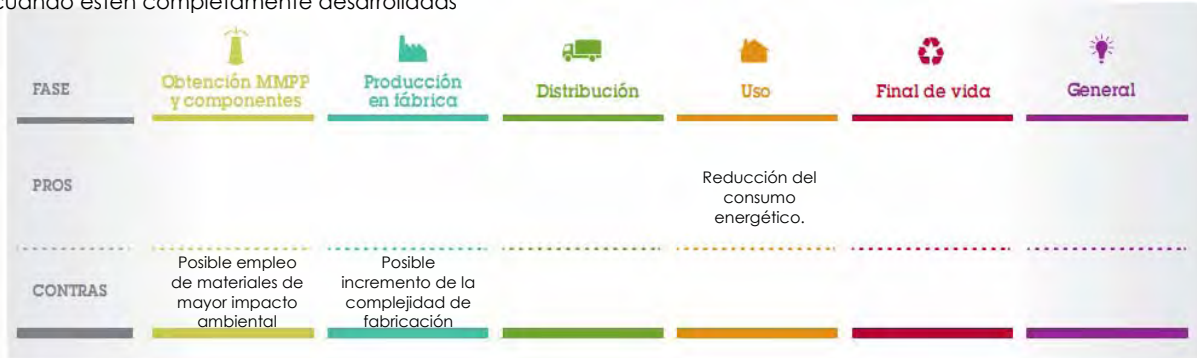 cuando estén completamente desarrolladas
FASE
Obtención MMPP
y componentes
Producción
en fábrica
Distribución
Uso
Final de vida
General
PROS
Reducción del
consumo
energético.
CONTRAS
Posible empleo
de materiales de
mayor impacto
ambiental
Posible
incremento de la
complejidad de
fabricación